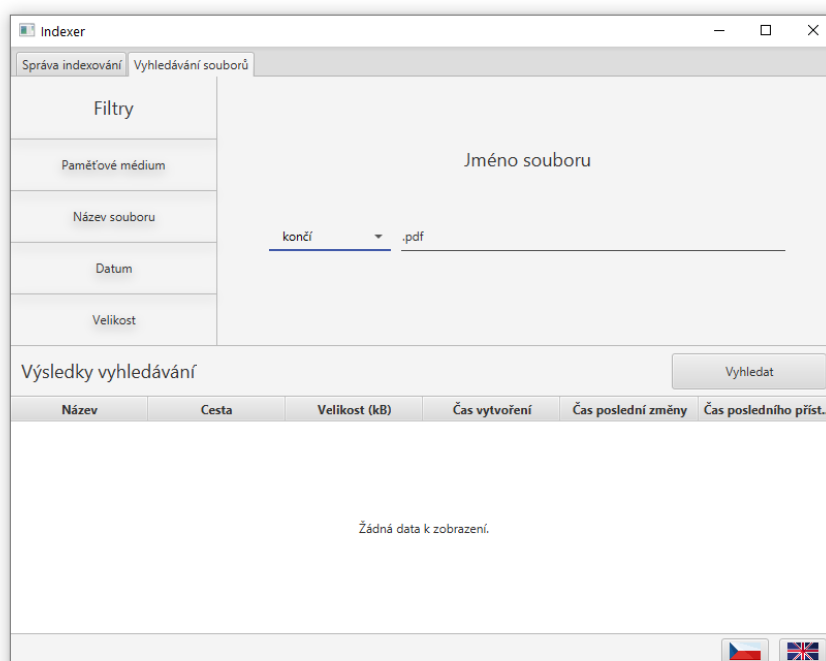 Indexer
Správa indexování Vyhledávání souborů
Filtry
Paměťové médium
Název souboru
Datum
Velikost
Jméno souboru
končí .pdf
Výsledky vyhledávání Vyhledat
Název Cesta Velikost (kB) Čas vytvoření Čas poslední změny Čas posledního příst...
Žádná data k zobrazení.